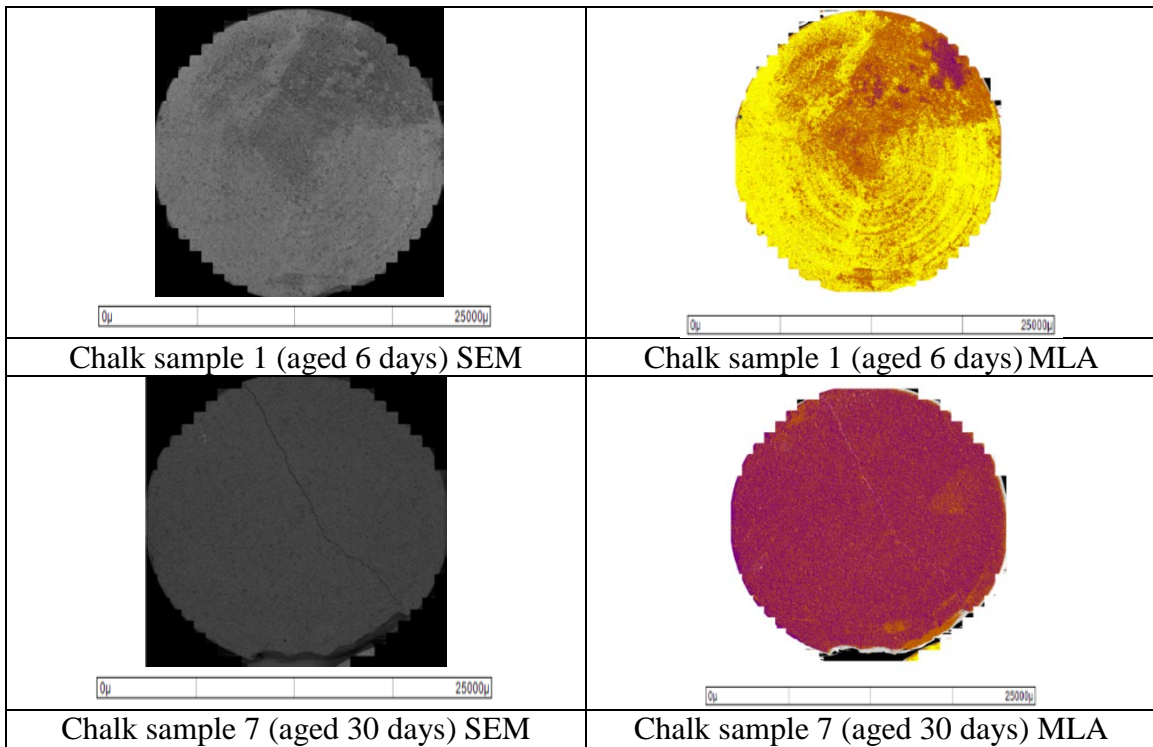 0µ 25000µ
0µ 25000µ
Chalk sample 1 (aged 6 days) SEM
Chalk sample 1 (aged 6 days) MLA
0µ 25000µ
0µ 25000µ
Chalk sample 7 (aged 30 days) SEM
Chalk sample 7 (aged 30 days) MLA